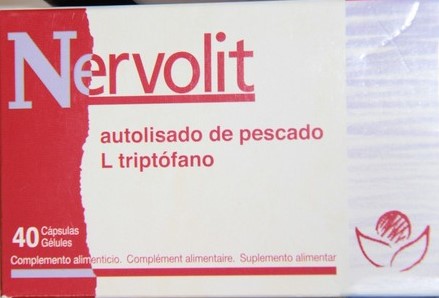 Nervolit
autolisado de pescado
L triptófano
40 Cápsulas
Gélules
Complemento alimenticio. Complément alimentaire. Suplemento alimentar